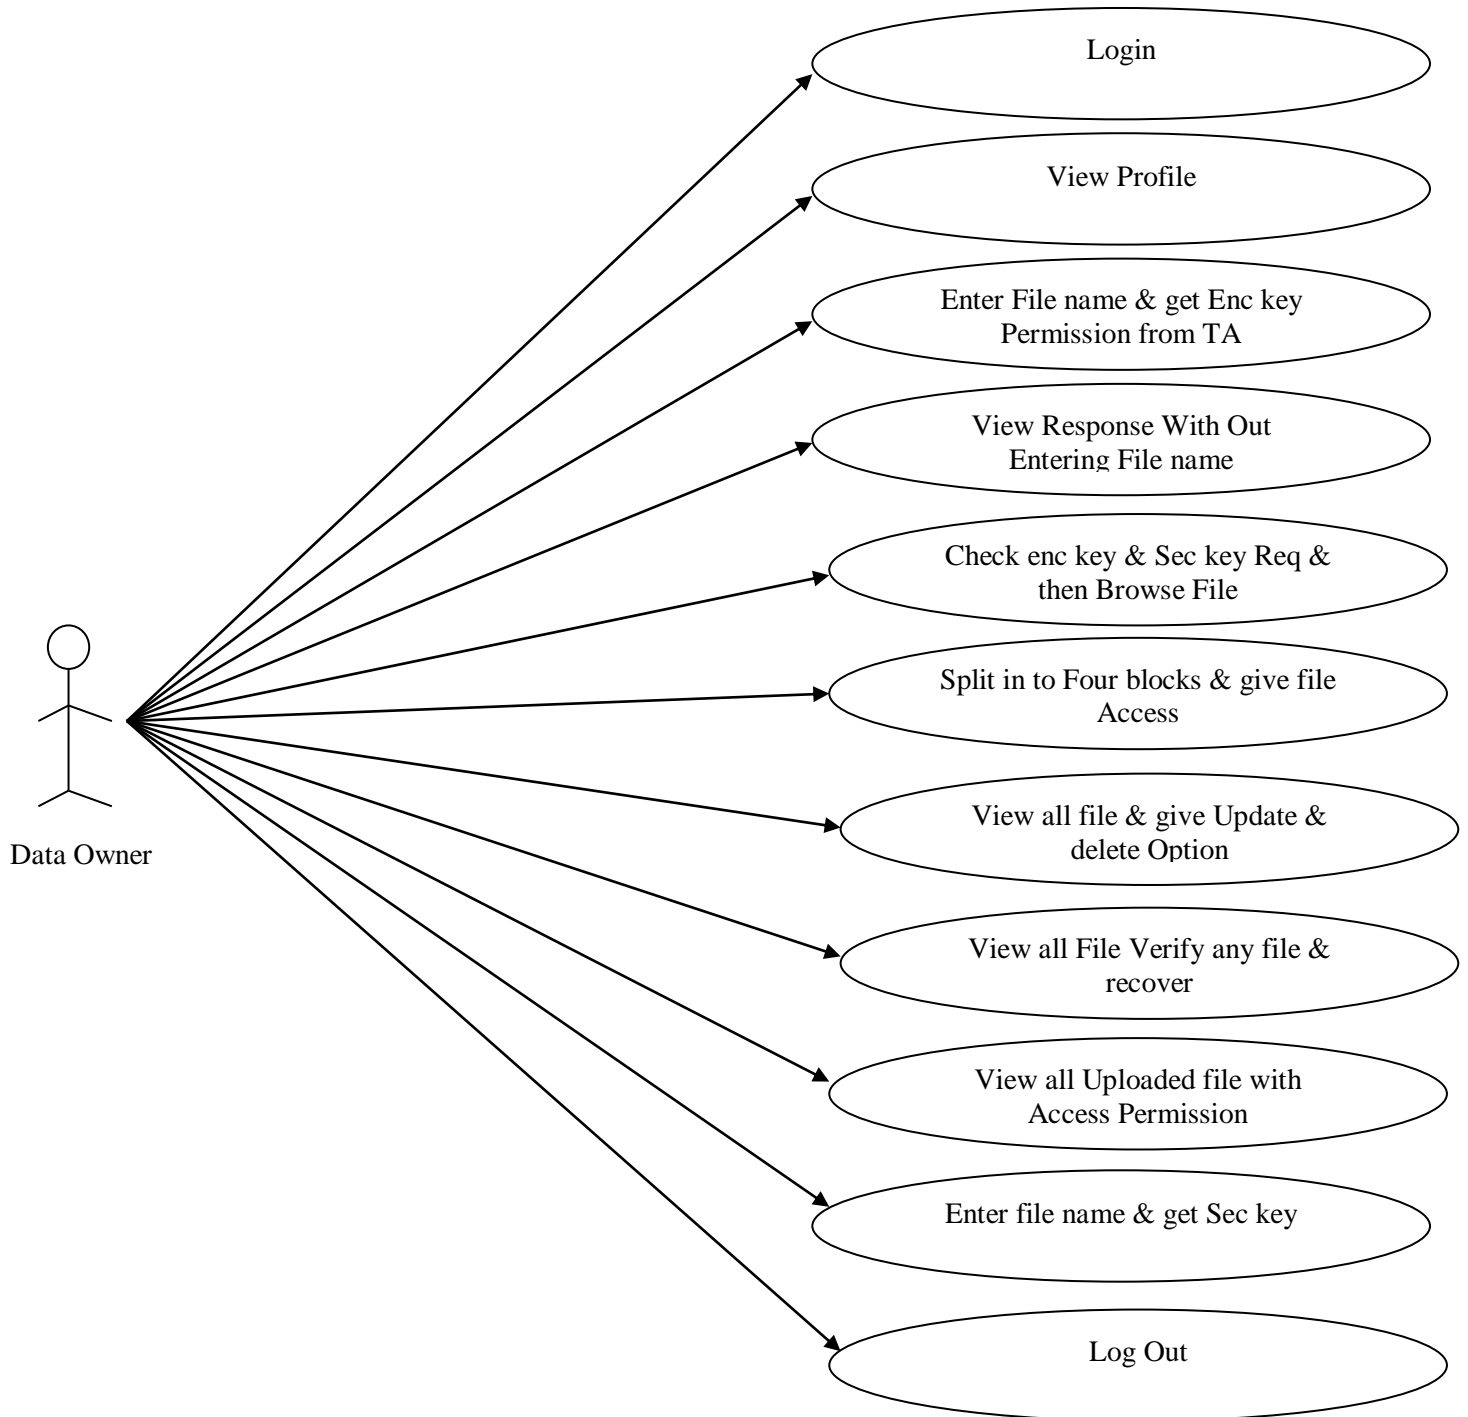 Login
View Profile
Enter File name & get Enc key
Permission from TA
View Response With Out
Entering File name
Check enc key & Sec key Req &
then Browse File
Split in to Four blocks & give file
Access
View all file & give Update &
delete Option
Data Owner
View all File Verify any file &
recover
View all Uploaded file with
Access Permission
Enter file name & get Sec key
Log Out